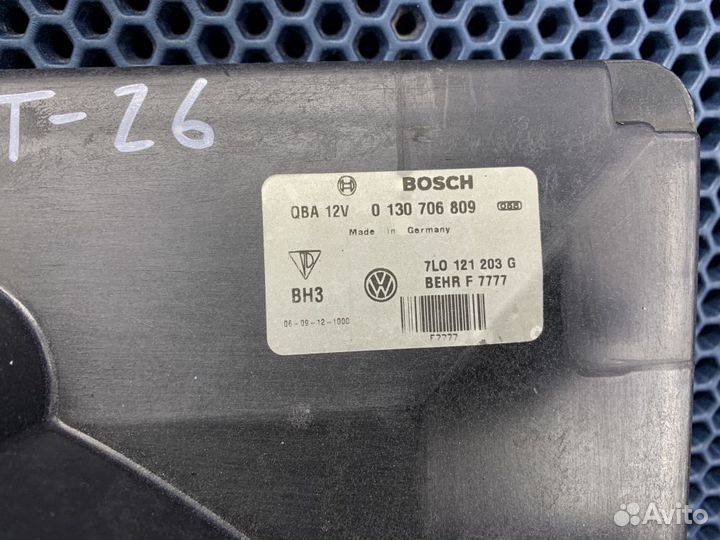 T-26
BOSCH
QBA 12V 0 130 706 809
Made in Germany
7L0 121 203 G
BH3
BEHR F 7777
06-09-12-1000
F7777
Avito